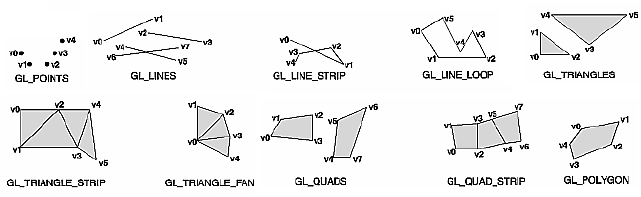 v0 v4 v3 v1 v2
GL_POINTS
v0 v1 v2 v3 v4 v7 v6 v5
GL_LINES
v0 v2 v4 v3 v1
GL_LINE_STRIP
v0 v5 v4 v3 v1 v2
GL_LINE_LOOP
v4 v5 v1 v3 v0 v2
GL_TRIANGLES
v0 v2 v4 v1 v3 v5
GL_TRIANGLE_STRIP
v1 v2 v3 v0 v4
GL_TRIANGLE_FAN
v1 v2 v0 v3 v6 v5 v4 v7
GL_QUADS
v1 v3 v5 v7 v0 v2 v4 v6
GL_QUAD_STRIP
v0 v1 v4 v2 v3
GL_POLYGON